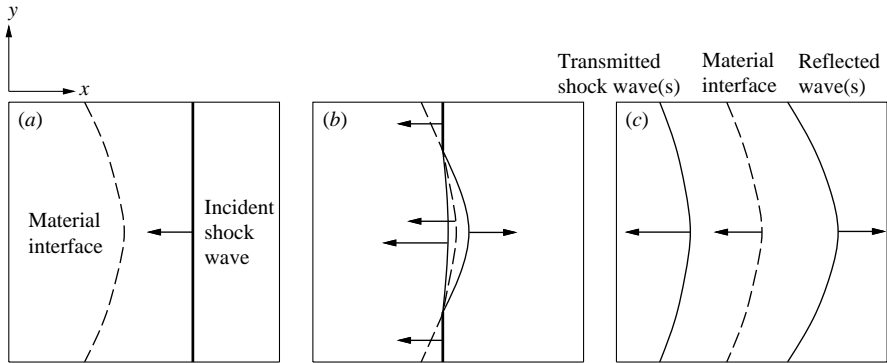 y
x
(a)
Material
interface
Incident
shock
wave
(b)
Transmitted
shock wave(s)
Material
interface
Reflected
wave(s)
(c)